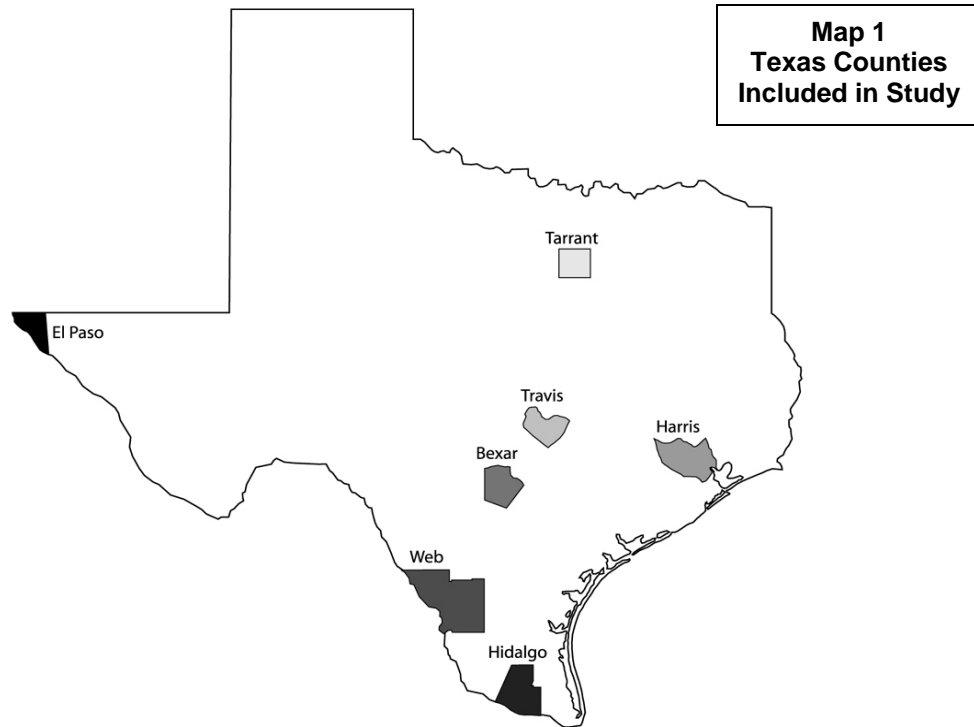 Map 1
Texas Counties
Included in Study
Tarrant
El Paso
Travis
Harris
Bexar
Web
Hidalgo